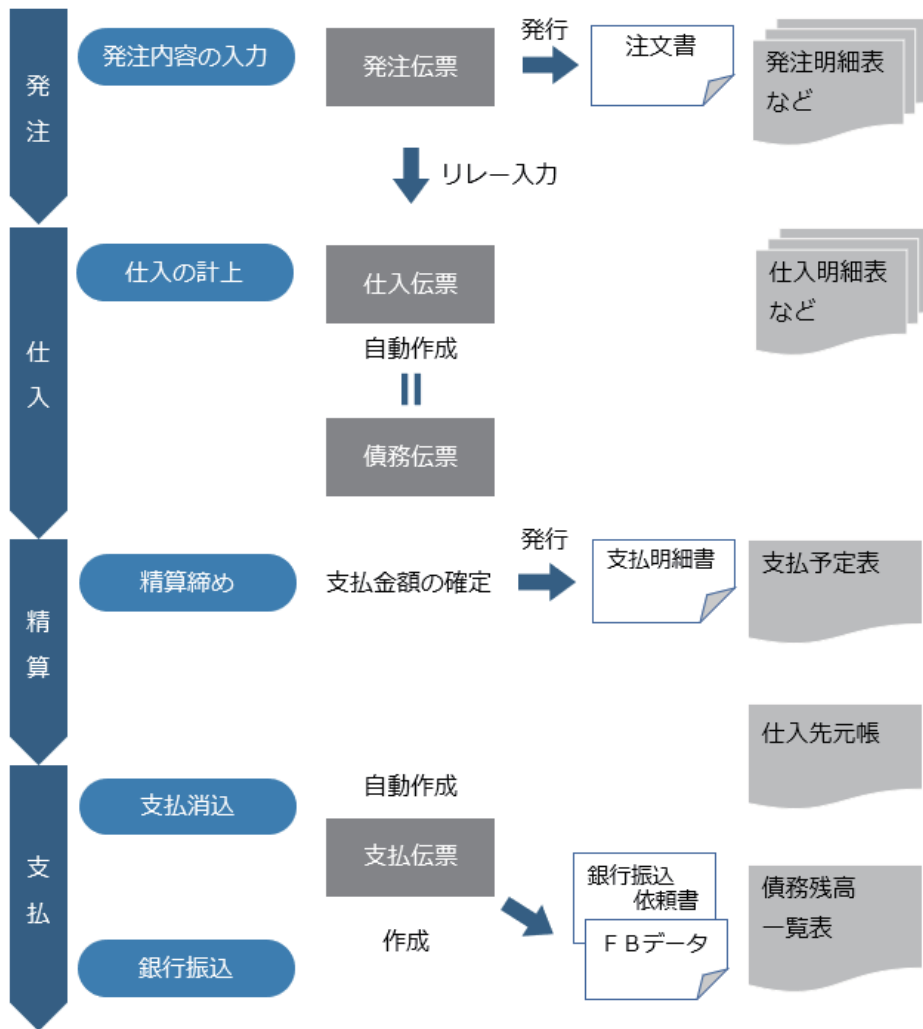 発注
発注内容の入力
発注伝票
発行
注文書
発注明細表
など
リレー入力
仕入
仕入の計上
仕入伝票
仕入明細表
など
自動作成
債務伝票
精算
精算締め
支払金額の確定
発行
支払明細書
支払予定表
仕入先元帳
支払
支払消込
自動作成
支払伝票
銀行振込
依頼書
債務残高
一覧表
作成
ＦＢデータ
銀行振込